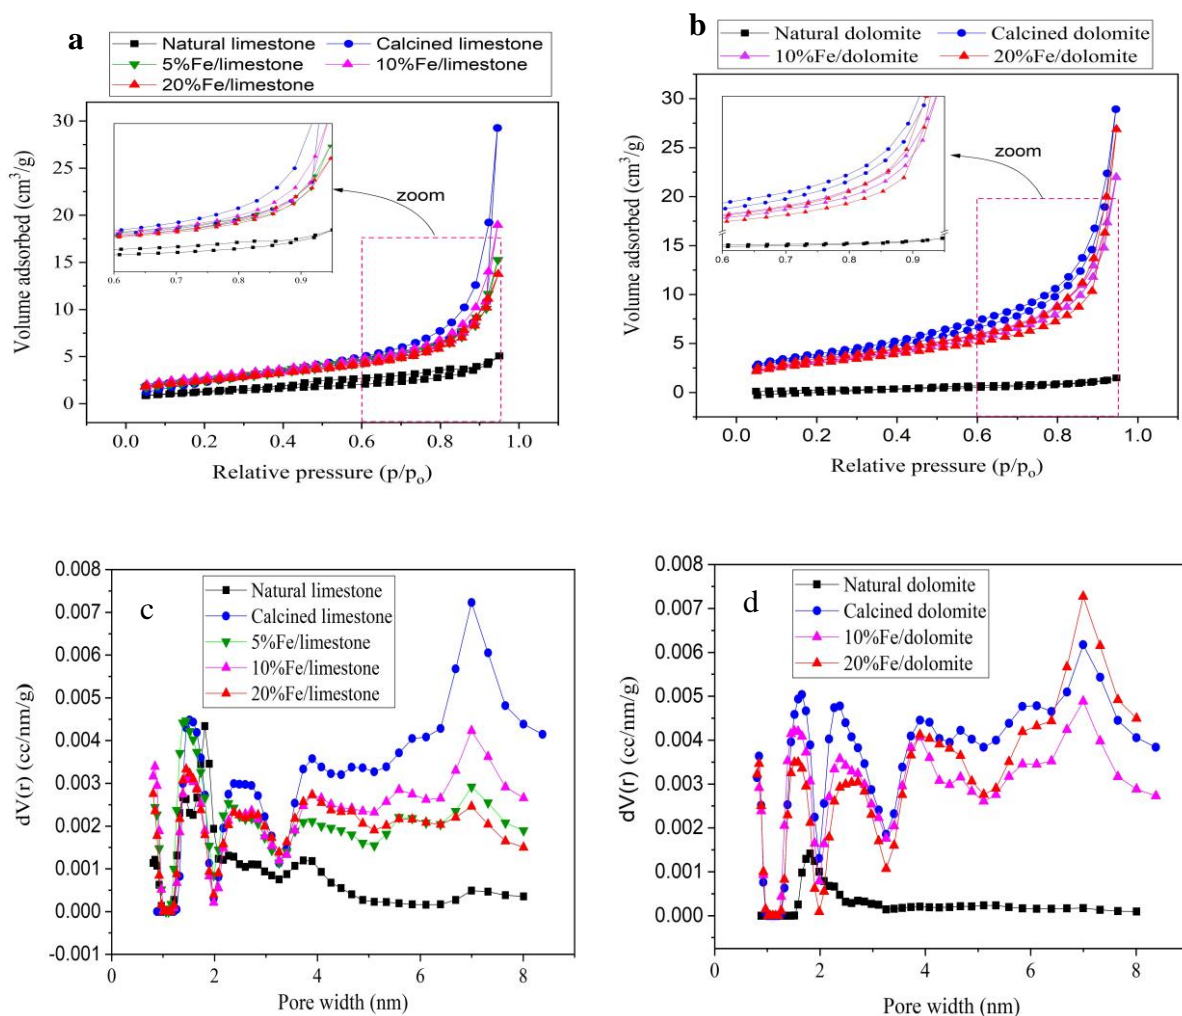 a
Natural limestone
Calcined limestone
5%Fe/limestone
10%Fe/limestone
20%Fe/limestone
Volume adsorbed (cm³/g)
30
25
20
15
10
5
0
0.6 0.7 0.8 0.9
zoom
0.0 0.2 0.4 0.6 0.8 1.0
Relative pressure (p/pₒ)
b
Natural dolomite
Calcined dolomite
10%Fe/dolomite
20%Fe/dolomite
Volume adsorbed (cm³/g)
30
25
20
15
10
5
0
0.6 0.7 0.8 0.9
zoom
0.0 0.2 0.4 0.6 0.8 1.0
Relative pressure (p/pₒ)
c
Natural limestone
Calcined limestone
5%Fe/limestone
10%Fe/limestone
20%Fe/limestone
dV(r) (cc/nm/g)
0.008
0.007
0.006
0.005
0.004
0.003
0.002
0.001
0.000
-0.001
0 2 4 6 8
Pore width (nm)
d
Natural dolomite
Calcined dolomite
10%Fe/dolomite
20%Fe/dolomite
dV(r) (cc/nm/g)
0.008
0.007
0.006
0.005
0.004
0.003
0.002
0.001
0.000
0 2 4 6 8
Pore width (nm)